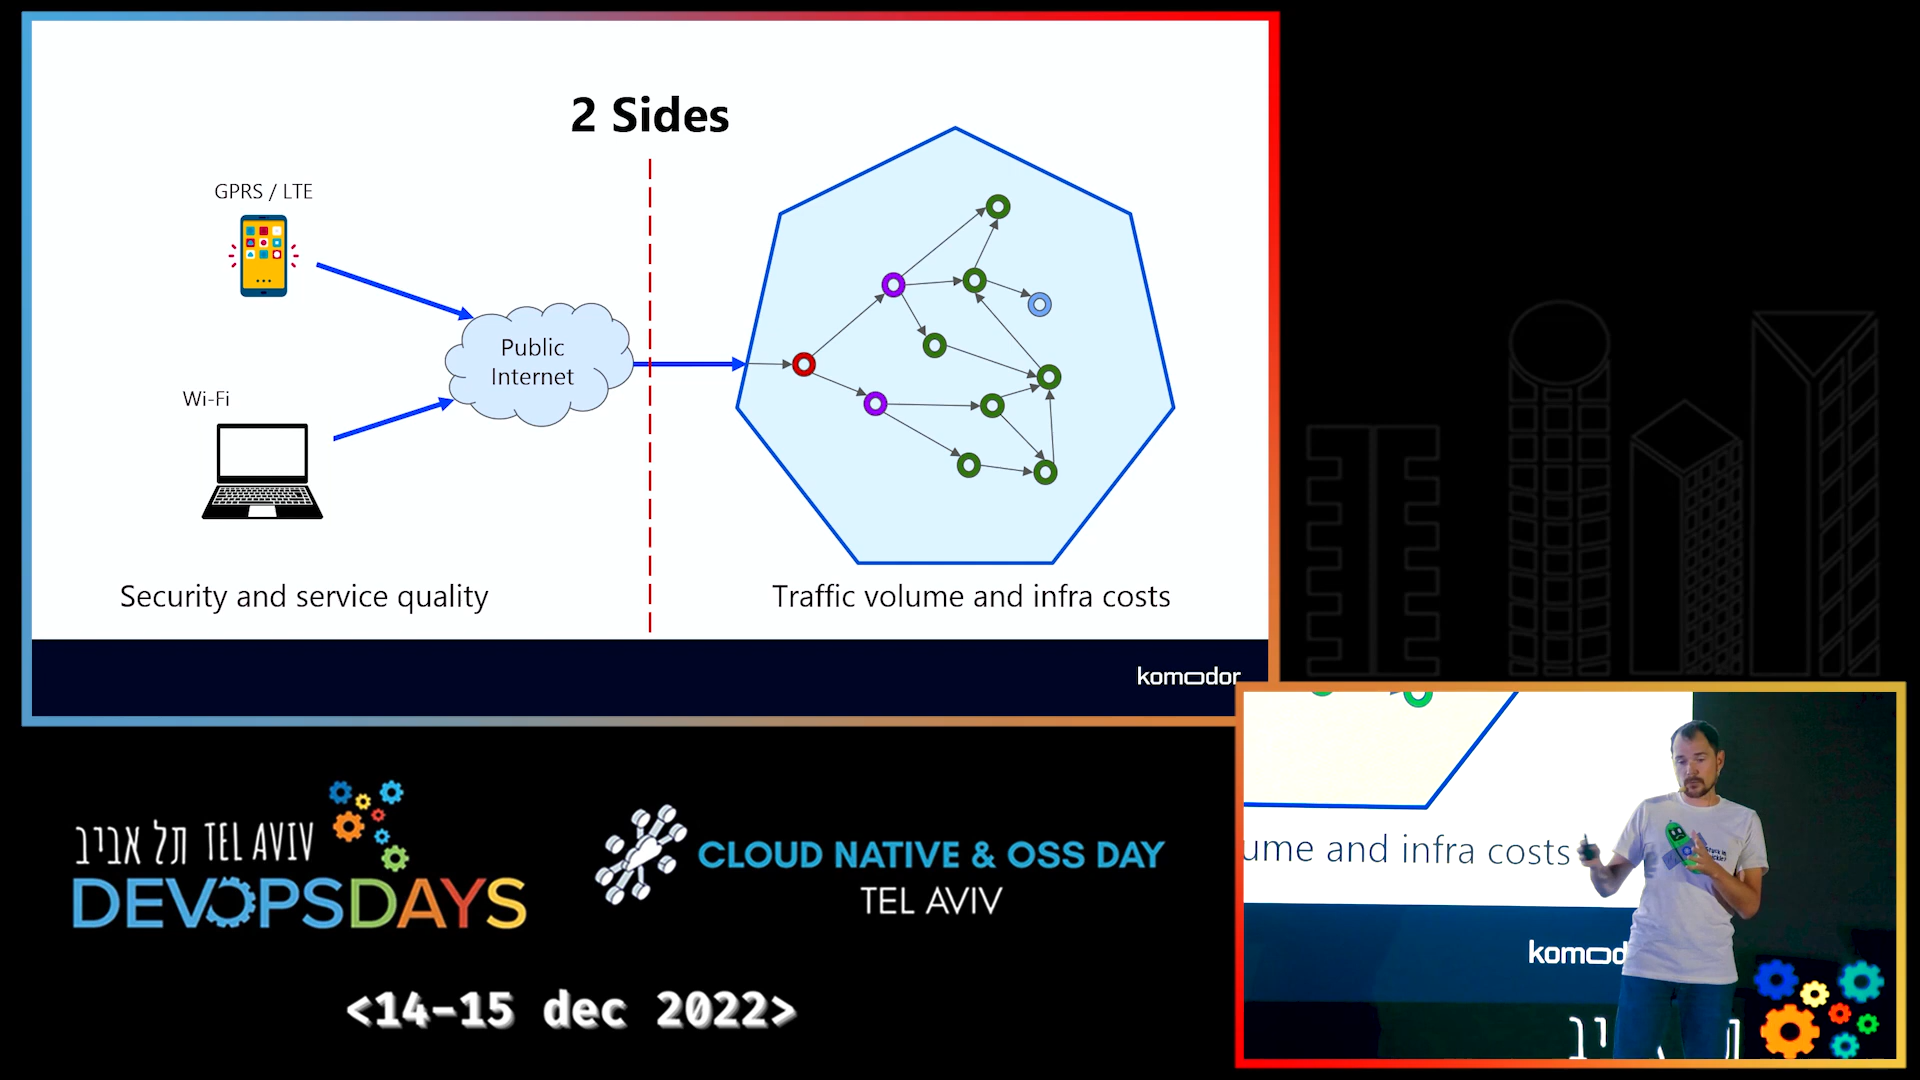 2 Sides
GPRS / LTE
Public
Internet
Wi-Fi
Security and service quality
Traffic volume and infra costs
komodor
ume and infra costs
komod
תל אביב TEL AVIV
DEVOPSDAYS
CLOUD NATIVE & OSS DAY
TEL AVIV
<14-15 dec 2022>